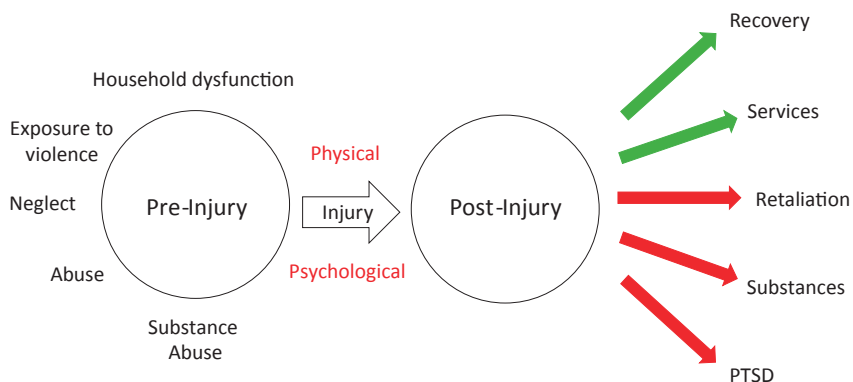 Household dysfunction
Exposure to
violence
Neglect
Abuse
Substance
Abuse
Pre-Injury
Physical
Injury
Psychological
Post-Injury
Recovery
Services
Retaliation
Substances
PTSD